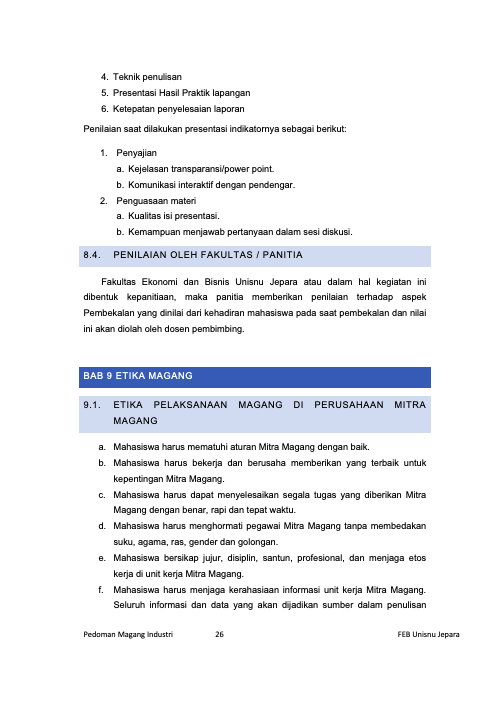 4. Teknik penulisan
5. Presentasi Hasil Praktik lapangan
6. Ketepatan penyelesaian laporan
Penilaian saat dilakukan presentasi indikatornya sebagai berikut:
1. Penyajian
a. Kejelasan transparansi/power point.
b. Komunikasi interaktif dengan pendengar.
2. Penguasaan materi
a. Kualitas isi presentasi.
b. Kemampuan menjawab pertanyaan dalam sesi diskusi.
8.4. PENILAIAN OLEH FAKULTAS / PANITIA
Fakultas Ekonomi dan Bisnis Unisnu Jepara atau dalam hal kegiatan ini
dibentuk kepanitiaan, maka panitia memberikan penilaian terhadap aspek
Pembekalan yang dinilai dari kehadiran mahasiswa pada saat pembekalan dan nilai
ini akan diolah oleh dosen pembimbing.
BAB 9 ETIKA MAGANG
9.1. ETIKA PELAKSANAAN MAGANG DI PERUSAHAAN MITRA
MAGANG
a. Mahasiswa harus mematuhi aturan Mitra Magang dengan baik.
b. Mahasiswa harus bekerja dan berusaha memberikan yang terbaik untuk
kepentingan Mitra Magang.
c. Mahasiswa harus dapat menyelesaikan segala tugas yang diberikan Mitra
Magang dengan benar, rapi dan tepat waktu.
d. Mahasiswa harus menghormati pegawai Mitra Magang tanpa membedakan
suku, agama, ras, gender dan golongan.
e. Mahasiswa bersikap jujur, disiplin, santun, profesional, dan menjaga etos
kerja di unit kerja Mitra Magang.
f. Mahasiswa harus menjaga kerahasiaan informasi unit kerja Mitra Magang.
Seluruh informasi dan data yang akan dijadikan sumber dalam penulisan
Pedoman Magang Industri 26 FEB Unisnu Jepara